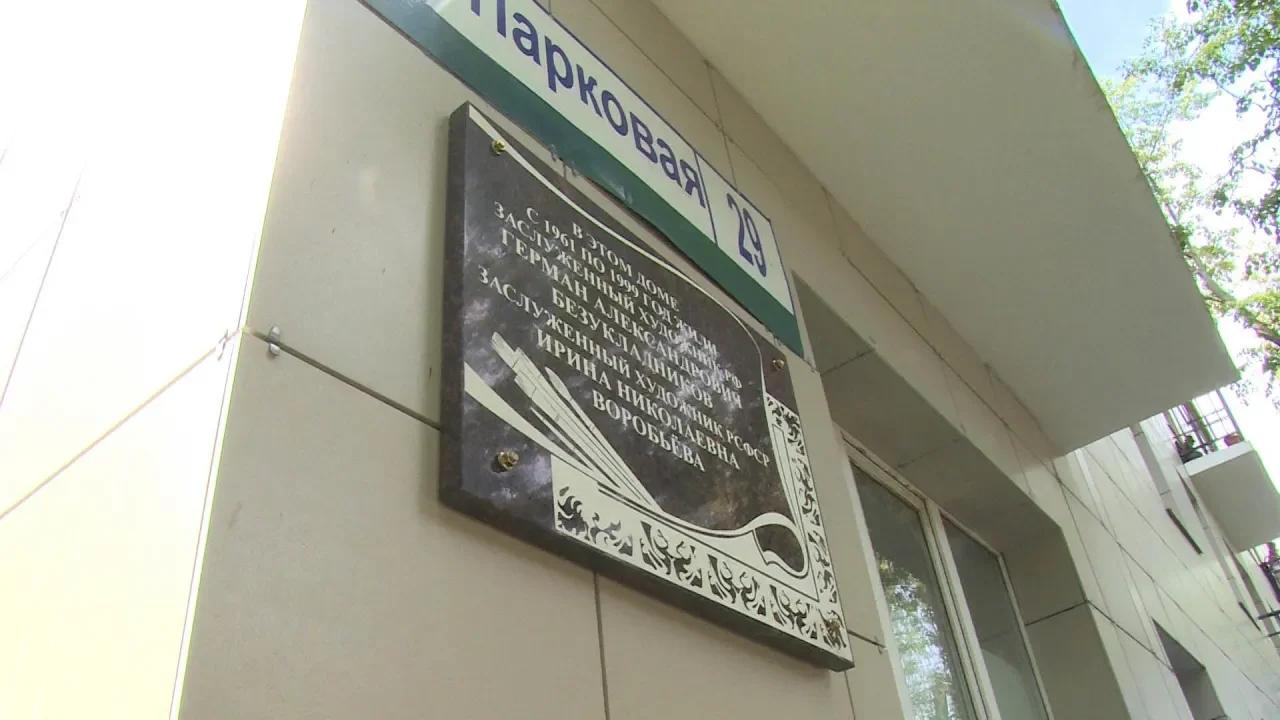 Парковая 29
В ЭТОМ ДОМЕ
С 1961 ПО 1999 ГОД ЖИЛИ
ЗАСЛУЖЕННЫЙ ХУДОЖНИК РФ
ГЕРМАН АЛЕКСАНДРОВИЧ
БЕЗУКЛАДНИКОВ
ЗАСЛУЖЕННЫЙ ХУДОЖНИК РСФСР
ИРИНА НИКОЛАЕВНА
ВОРОБЬЁВА